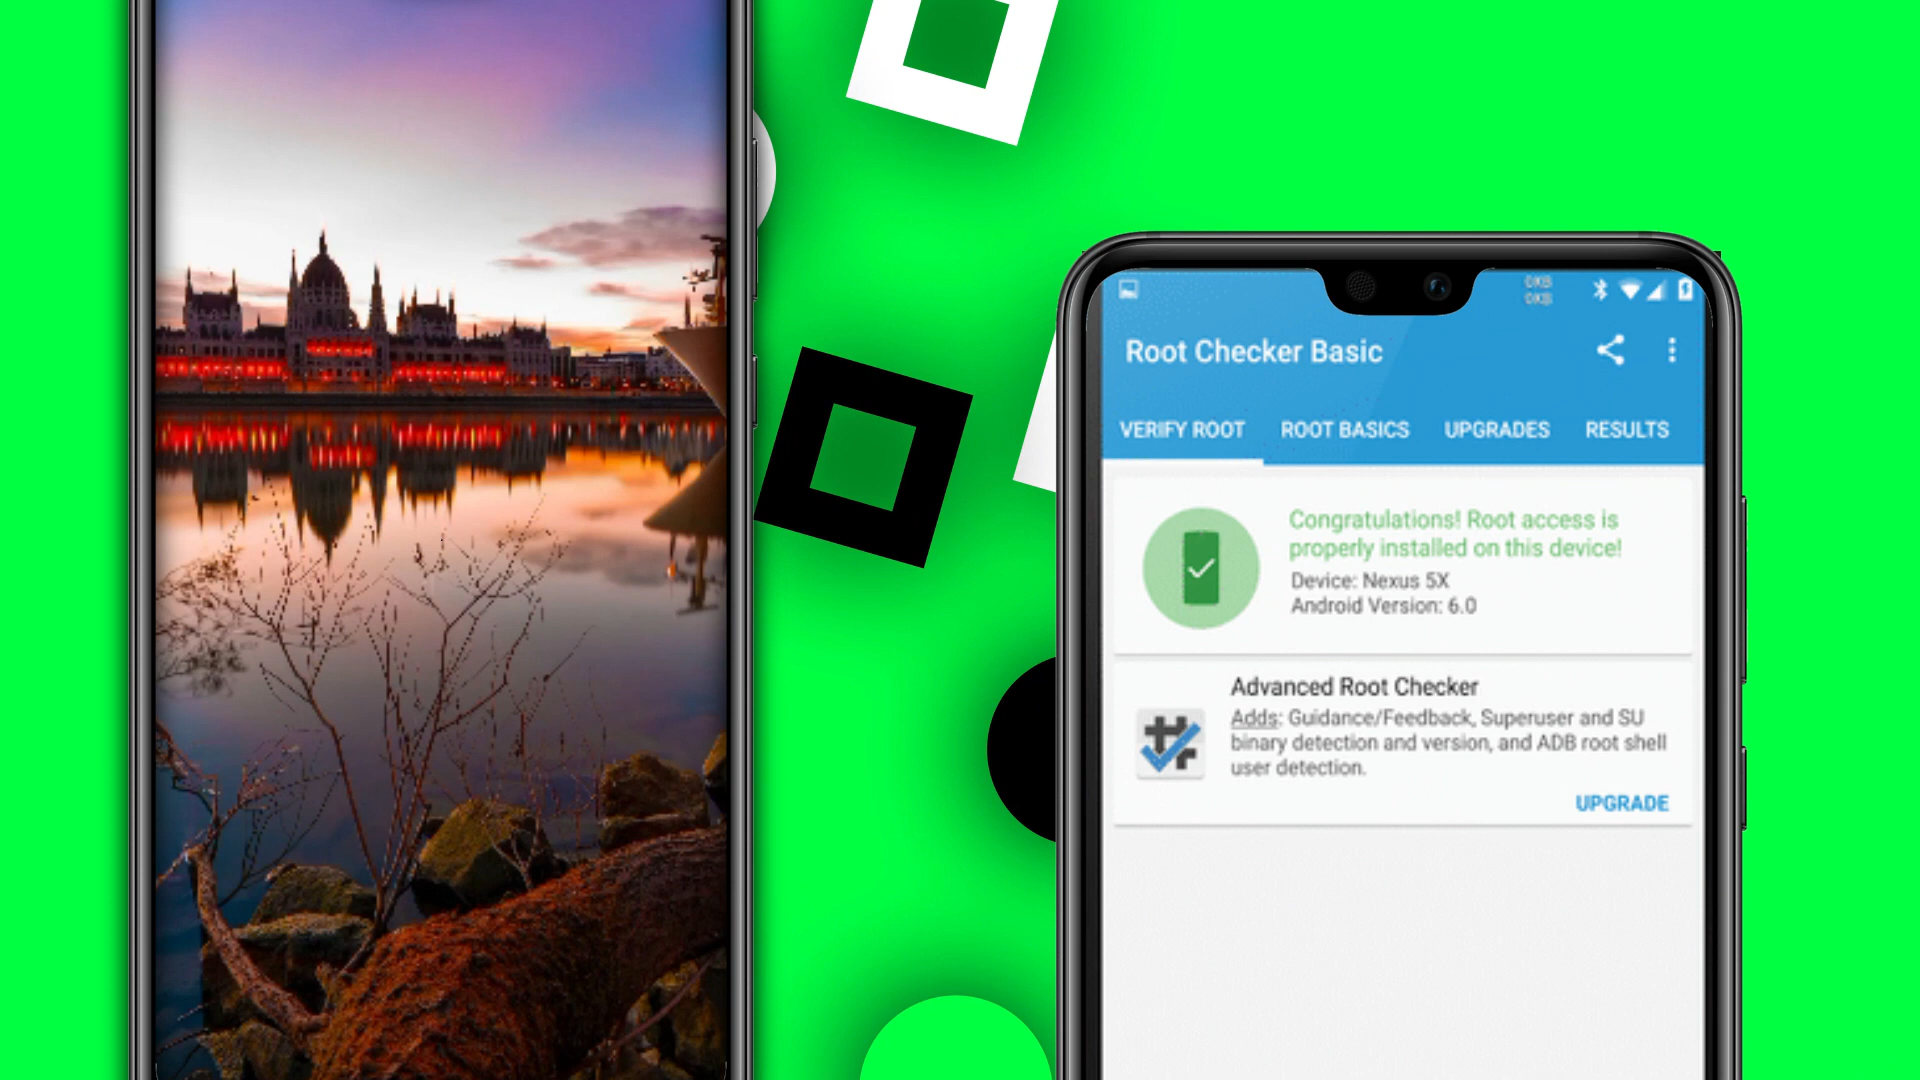 0KB
0KB
Root Checker Basic
VERIFY ROOT
ROOT BASICS
UPGRADES
RESULTS
Congratulations! Root access is
properly installed on this device!
Device: Nexus 5X
Android Version: 6.0
Advanced Root Checker
Adds: Guidance/Feedback, Superuser and SU
binary detection and version, and ADB root shell
user detection.
UPGRADE